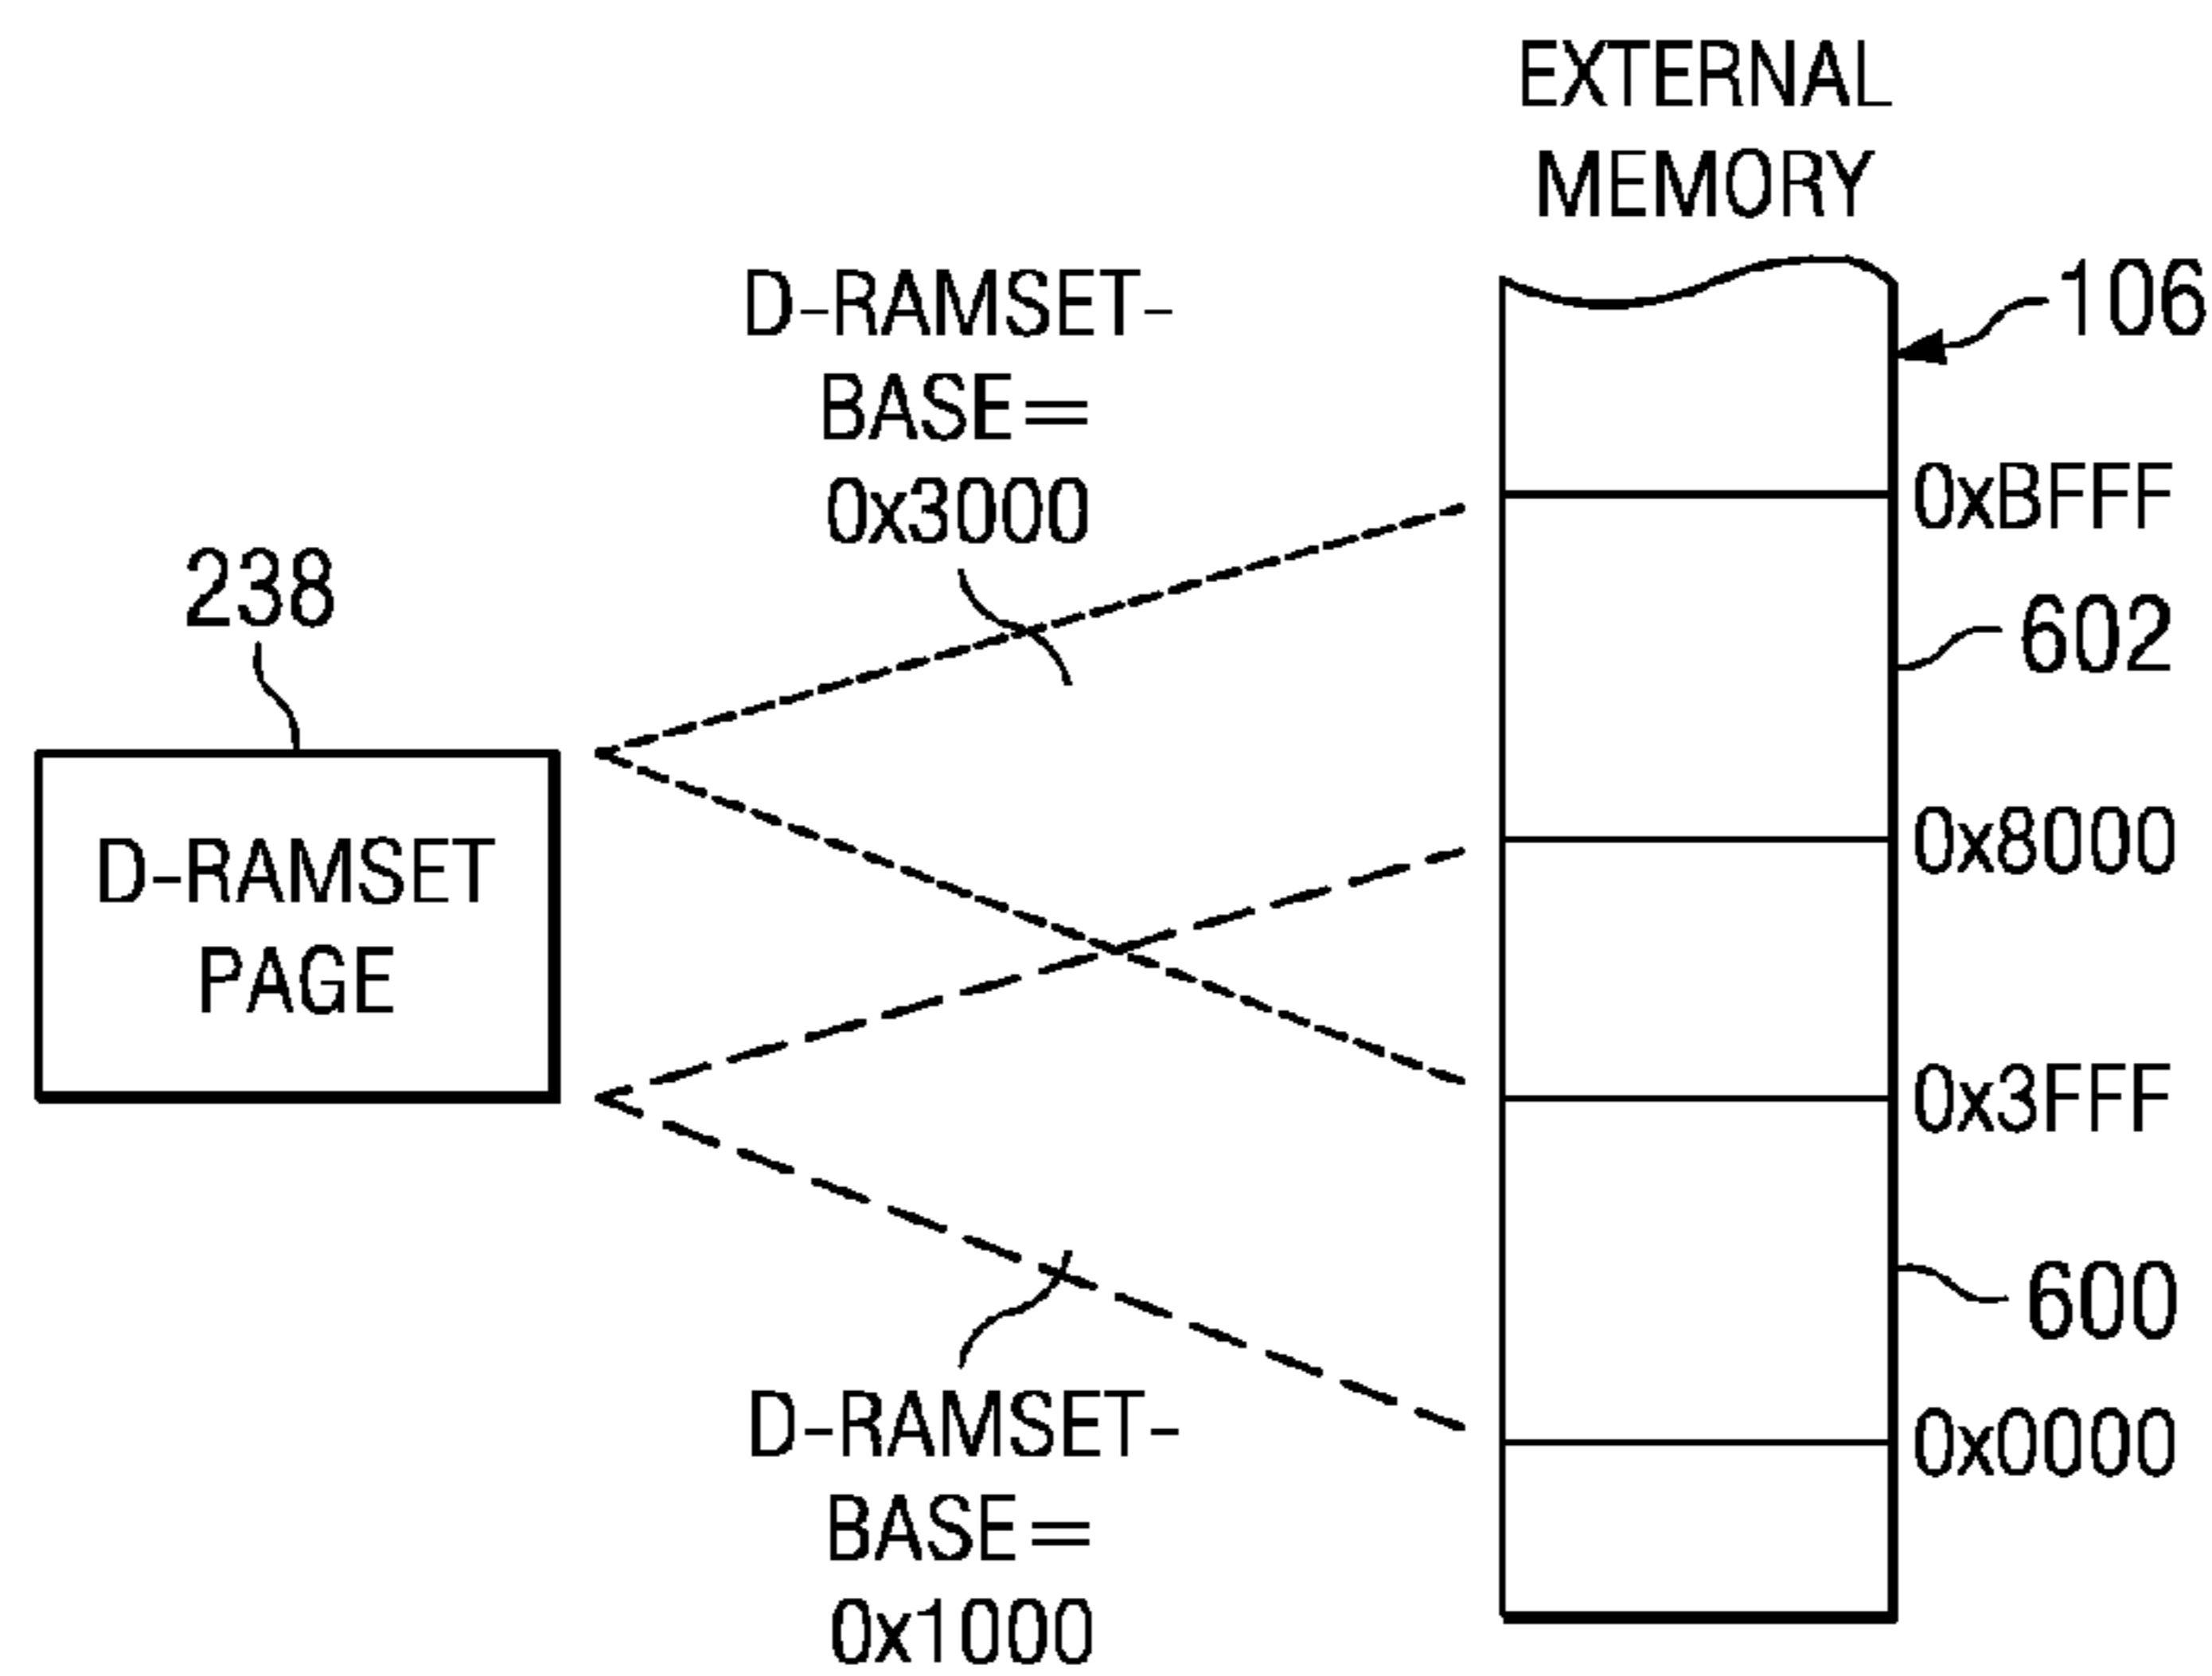 EXTERNAL
MEMORY
106
D-RAMSET-
BASE=
0x3000
0xBFFF
238
602
D-RAMSET
PAGE
0x8000
0x3FFF
600
D-RAMSET-
BASE=
0x1000
0x0000